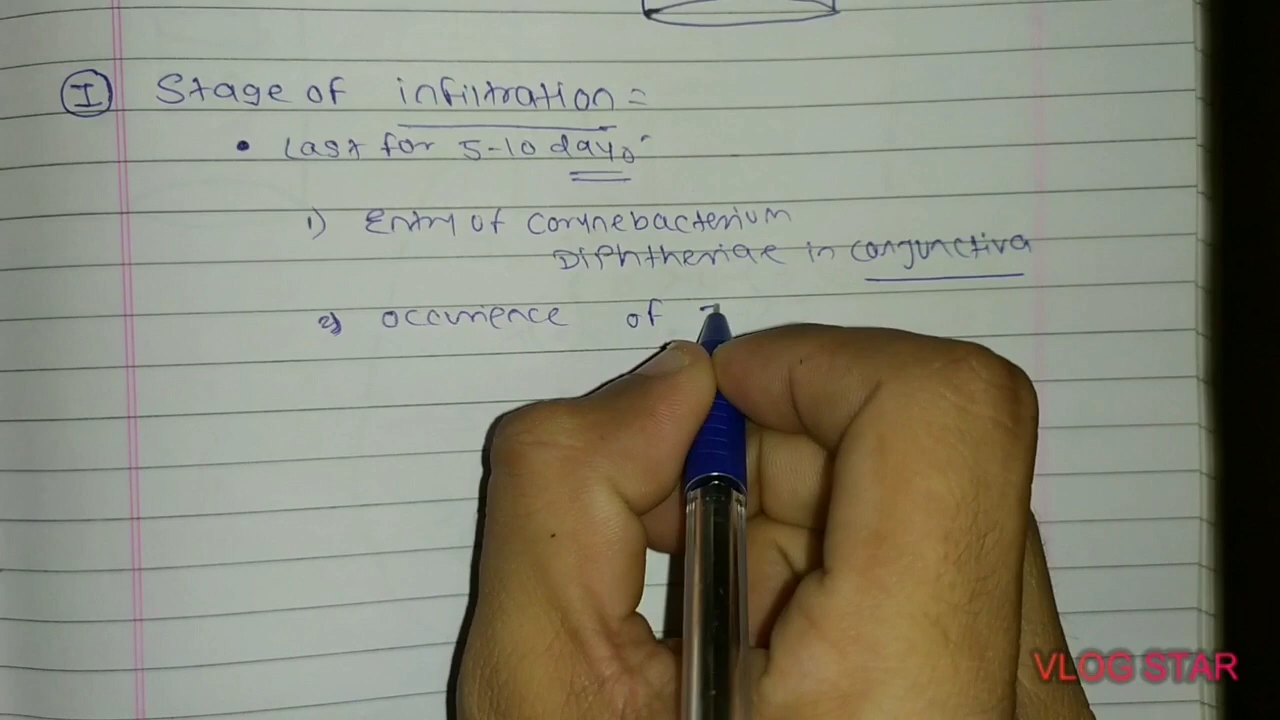 I Stage of infiltration =
• Last for 5-10 days
1) Entry of Corynebacterium
Diphtheriae in conjunctiva
2) occurrence of
VLOG STAR